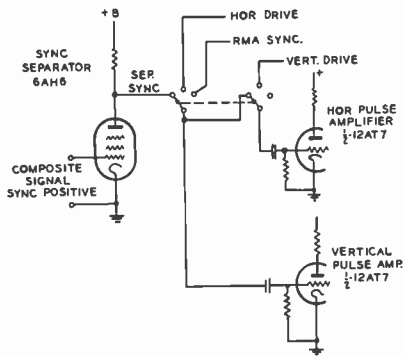 +B
HOR DRIVE
RMA SYNC.
SYNC
SEPARATOR
6AH6
SEP.
SYNC
VERT. DRIVE
+
HOR PULSE
AMPLIFIER
½-12AT7
COMPOSITE
SIGNAL
SYNC POSITIVE
VERTICAL
PULSE AMP.
½-12AT7